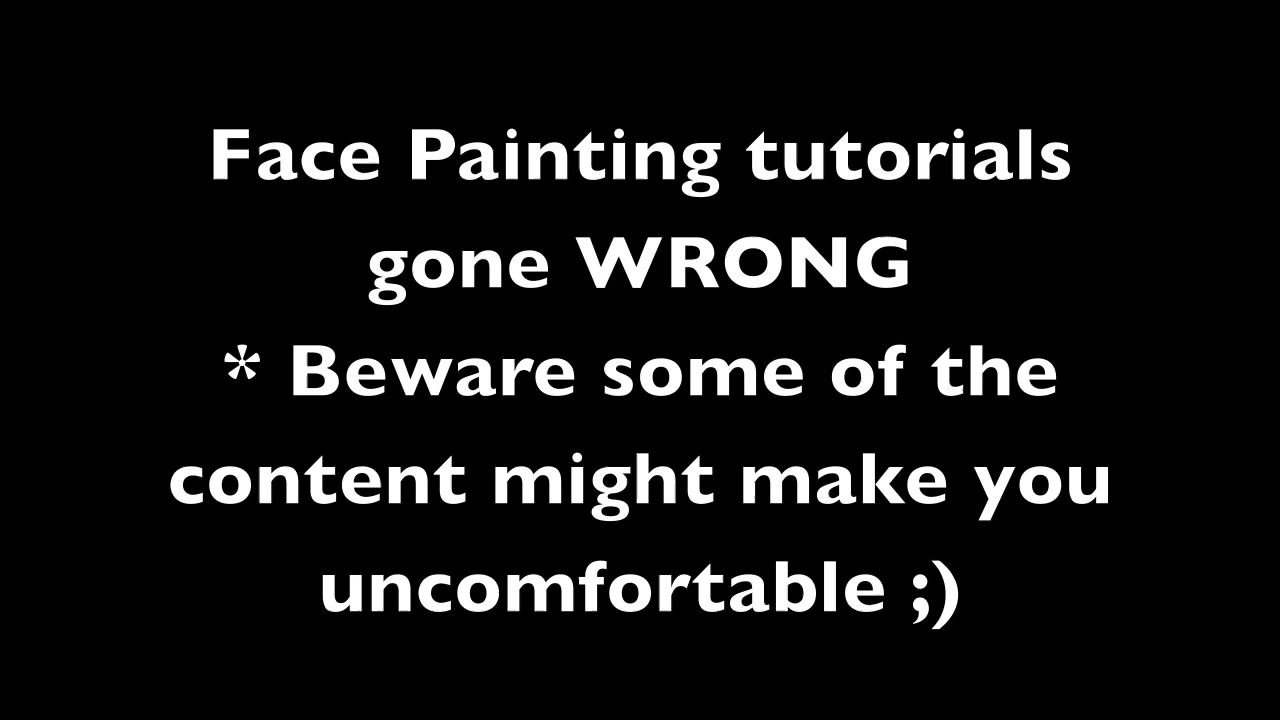 Face Painting tutorials
gone WRONG
* Beware some of the
content might make you
uncomfortable ;)